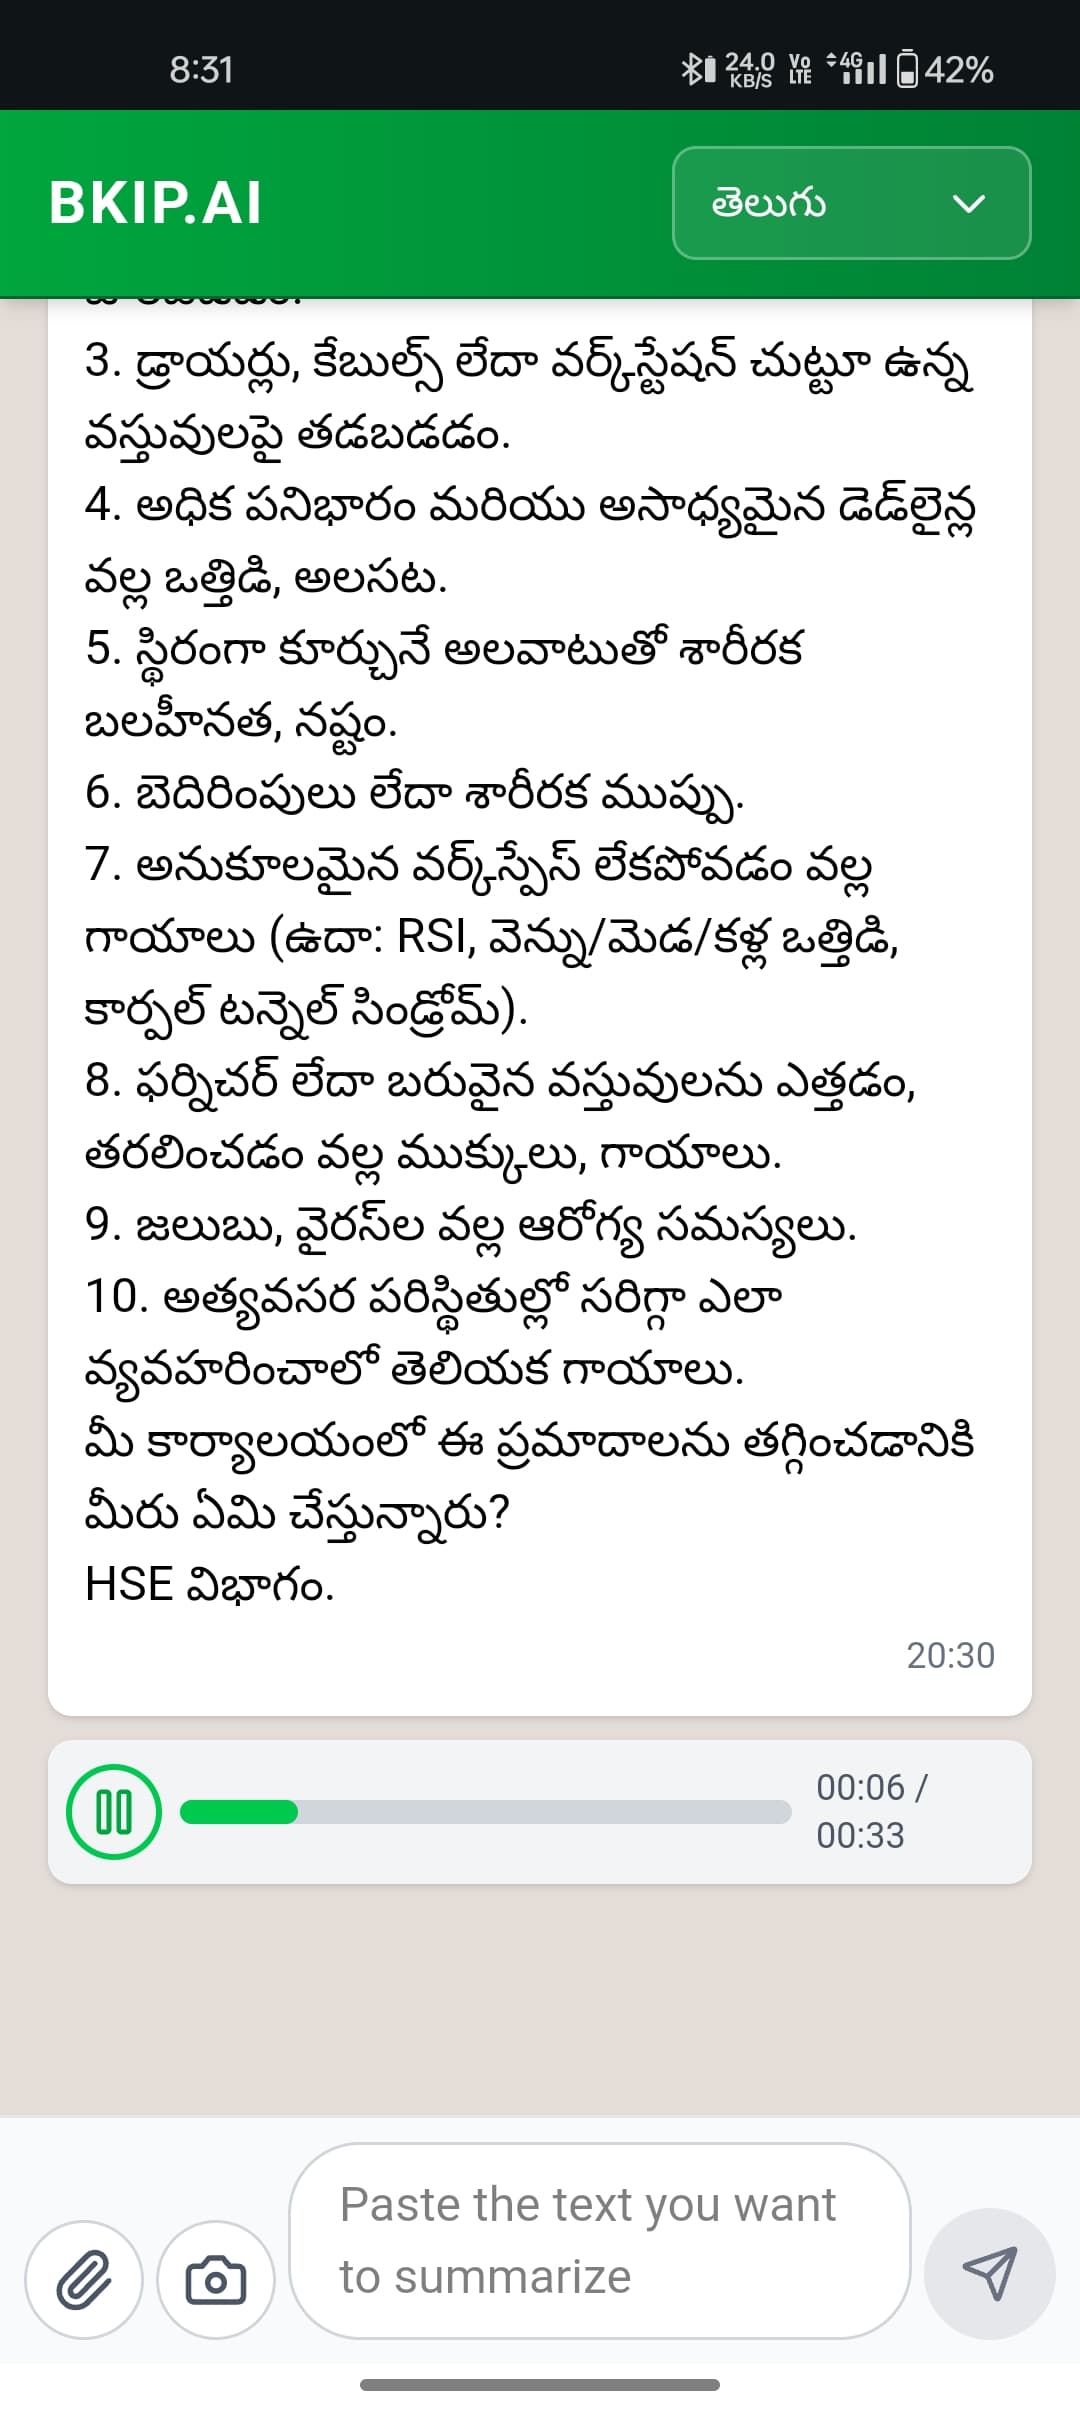 8:31
24.0 KB/S Vo LTE 4G 42%
BKIP.AI
తెలుగు
3. డ్రాయర్లు, కేబుల్స్ లేదా వర్క్‌స్టేషన్ చుట్టూ ఉన్న
వస్తువులపై తడబడడం.
4. అధిక పనిభారం మరియు అసాధ్యమైన డెడ్‌లైన్ల
వల్ల ఒత్తిడి, అలసట.
5. స్థిరంగా కూర్చునే అలవాటుతో శారీరక
బలహీనత, నష్టం.
6. బెదిరింపులు లేదా శారీరక ముప్పు.
7. అనుకూలమైన వర్క్‌స్పేస్ లేకపోవడం వల్ల
గాయాలు (ఉదా: RSI, వెన్ను/మెడ/కళ్ల ఒత్తిడి,
కార్పల్ టన్నెల్ సిండ్రోమ్).
8. ఫర్నిచర్ లేదా బరువైన వస్తువులను ఎత్తడం,
తరలించడం వల్ల ముక్కులు, గాయాలు.
9. జలుబు, వైరస్‌ల వల్ల ఆరోగ్య సమస్యలు.
10. అత్యవసర పరిస్థితుల్లో సరిగ్గా ఎలా
వ్యవహరించాలో తెలియక గాయాలు.
మీ కార్యాలయంలో ఈ ప్రమాదాలను తగ్గించడానికి
మీరు ఏమి చేస్తున్నారు?
HSE విభాగం.
20:30
00:06 /
00:33
Paste the text you want
to summarize